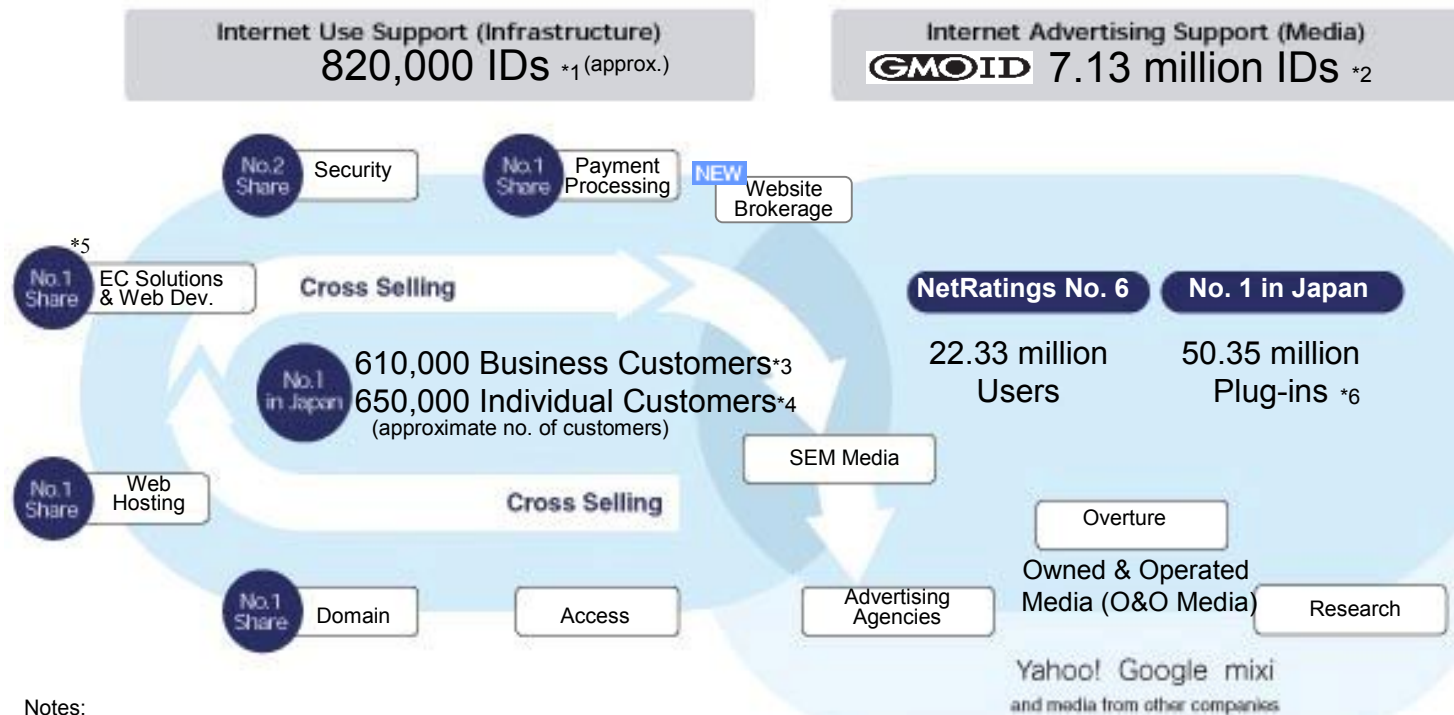 Internet Use Support (Infrastructure)
820,000 IDs *1 (approx.)
Internet Advertising Support (Media)
GMOID 7.13 million IDs *2
No.2
Share
Security
No.1
Share
Payment
Processing
NEW
Website
Brokerage
*5
No.1
Share
EC Solutions
& Web Dev.
Cross Selling
NetRatings No. 6
No. 1 in Japan
22.33 million
Users
50.35 million
Plug-ins *6
No.1
in Japan
610,000 Business Customers*3
650,000 Individual Customers*4
(approximate no. of customers)
SEM Media
No.1
Share
Web
Hosting
Cross Selling
Overture
Owned & Operated
Media (O&O Media)
No.1
Share
Domain
Access
Advertising
Agencies
Research
Yahoo! Google mixi
and media from other companies
Notes: